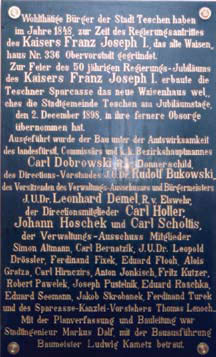 Wohlthätige Bürger der Stadt Teschen haben
im Jahre 1848, zur Zeit des Regierungsantrittes
des Kaisers Franz Joseph I, das alte Waisen,
haus Nr. 336 Obervorstadt gegründet.
Zur Feier des 50 jährigen Regierungs-Jubiläums
des Kaisers Franz Joseph I. erbaute die
Teschner Sparcasse das neue Waisenhaus wel,
ches die Stadtgemeinde Teschen am Jubiläumstage,
den 2. December 1898, in ihre fernere Obsorge
übernommen hat.
Ausgeführt wurde der Bau unter der Amtswirksamkeit
des landesfürstl. Commissärs und k.k. Bezirkshauptmannes
Carl Dobrowski Donnerschild,
des Directions-Vorstandes J.U.Dr. Rudolf Bukowski,
des Vorsitzenden des Verwaltungs-Ausschusses und Bürgermeisters
J.U.Dr. Leonhard Demel, R.v. Elswehr,
der Directionsmitglieder Carl Holler,
Johann Hoschek und Carl Scholtis,
der Verwaltungs-Ausschuss Mitglieder
Simon Altmann, Carl Bernatzik, J.U.Dr. Leopold
Drössler, Ferdinand Fixek, Eduard Flooh, Alois
Gratza, Carl Hirnczirs, Anton Jonkisch, Fritz Kutzer,
Robert Pawelek, Joseph Pustelnik, Eduard Raschka,
Eduard Seemann, Jakob Skrobanek, Ferdinand Turek
und des Sparcasse-Kanzlei-Vorstehers Thomas Lenoch.
Mit der Planverfassung und Bauleitung war
Stadtingenieur Markus Dolf, mit der Bauausführung
Baumeister Ludwig Kametz betraut.